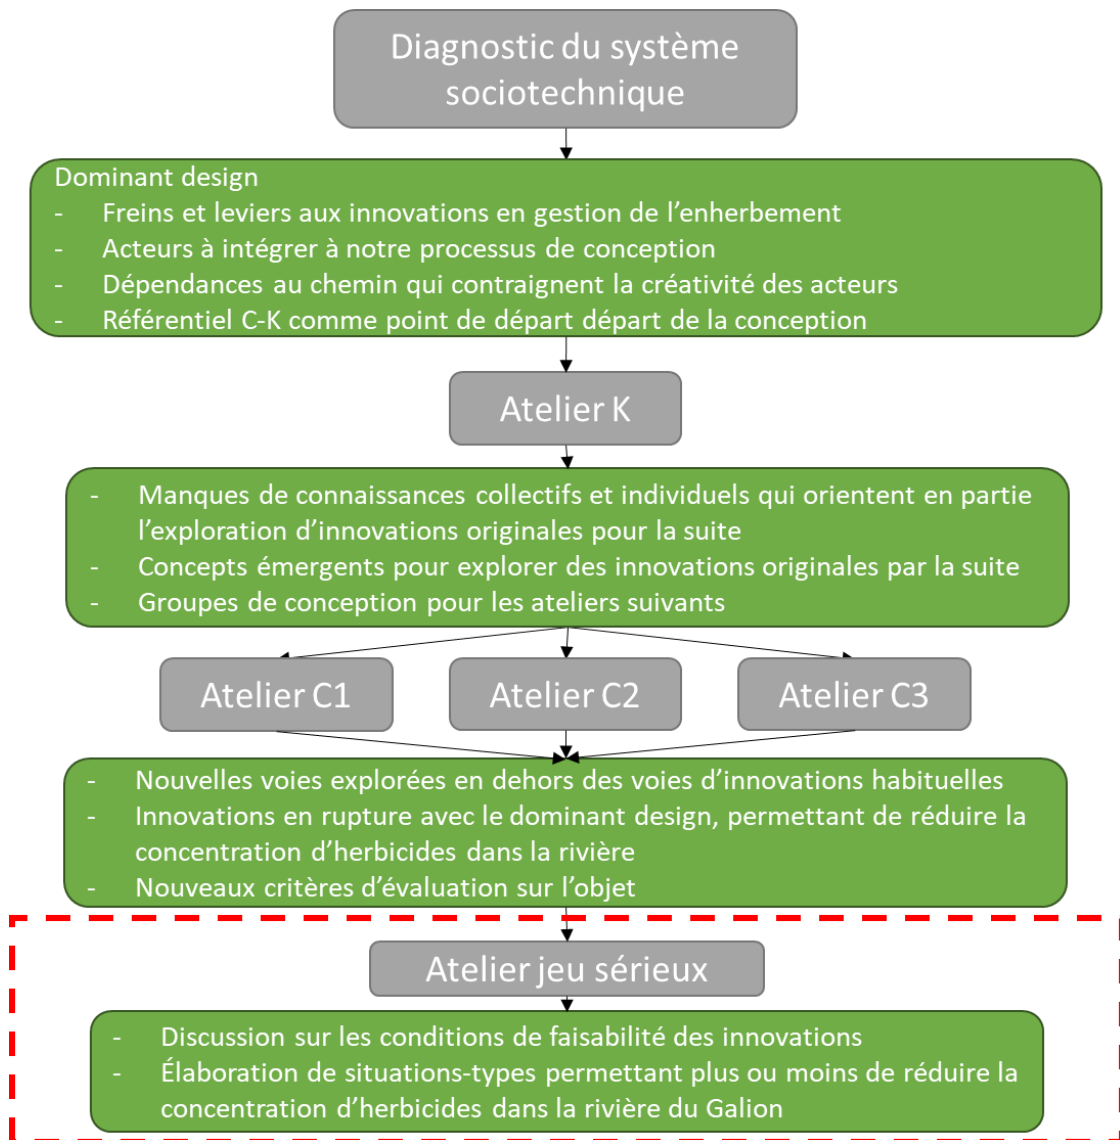 Diagnostic du système
sociotechnique
Dominant design
- Freins et leviers aux innovations en gestion de l'enherbement
- Acteurs à intégrer à notre processus de conception
- Dépendances au chemin qui contraignent la créativité des acteurs
- Référentiel C-K comme point de départ départ de la conception
Atelier K
- Manques de connaissances collectifs et individuels qui orientent en partie
l'exploration d'innovations originales pour la suite
- Concepts émergents pour explorer des innovations originales par la suite
- Groupes de conception pour les ateliers suivants
Atelier C1
Atelier C2
Atelier C3
- Nouvelles voies explorées en dehors des voies d'innovations habituelles
- Innovations en rupture avec le dominant design, permettant de réduire la
concentration d'herbicides dans la rivière
- Nouveaux critères d'évaluation sur l'objet
Atelier jeu sérieux
- Discussion sur les conditions de faisabilité des innovations
- Élaboration de situations-types permettant plus ou moins de réduire la
concentration d'herbicides dans la rivière du Galion